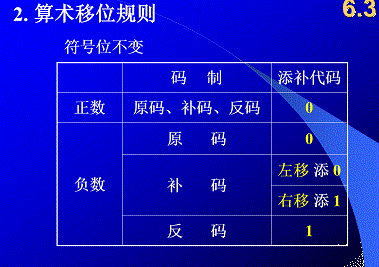 2. 算术移位规则
6.3
符号位不变
码 制 添补代码
正数 原码、补码、反码 0
负数 原 码 0
补 码 左移 添 0
右移 添 1
反 码 1